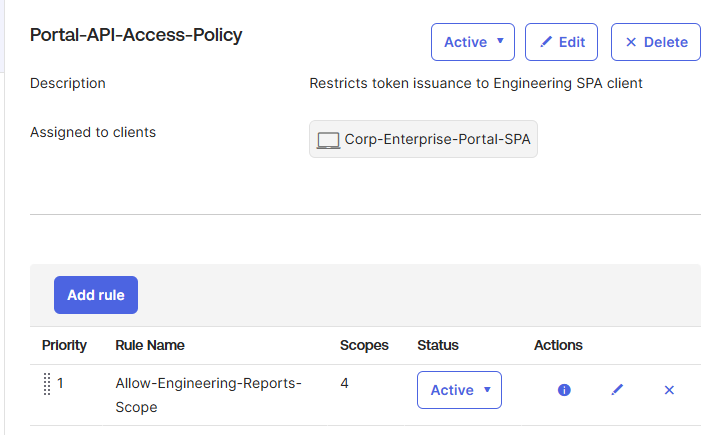 Portal-API-Access-Policy
Active
Edit
Delete
Description
Restricts token issuance to Engineering SPA client
Assigned to clients
Corp-Enterprise-Portal-SPA
Add rule
Priority Rule Name Scopes Status Actions
1 Allow-Engineering-Reports- 4 Active
Scope